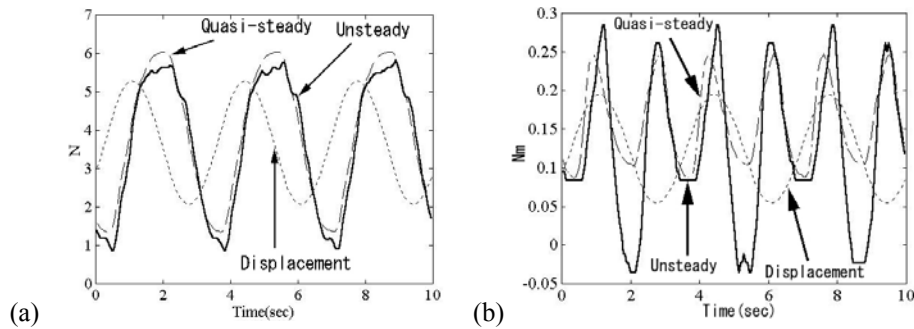 (a)
Quasi-steady
Unsteady
Displacement
N
7
6
5
4
3
2
1
0
0 2 4 6 8 10
Time(sec)
(b)
Quasi-steady
Unsteady
Displacement
Nm
0.3
0.25
0.2
0.15
0.1
0.05
0
-0.05
0 2 4 6 8 10
Time(sec)